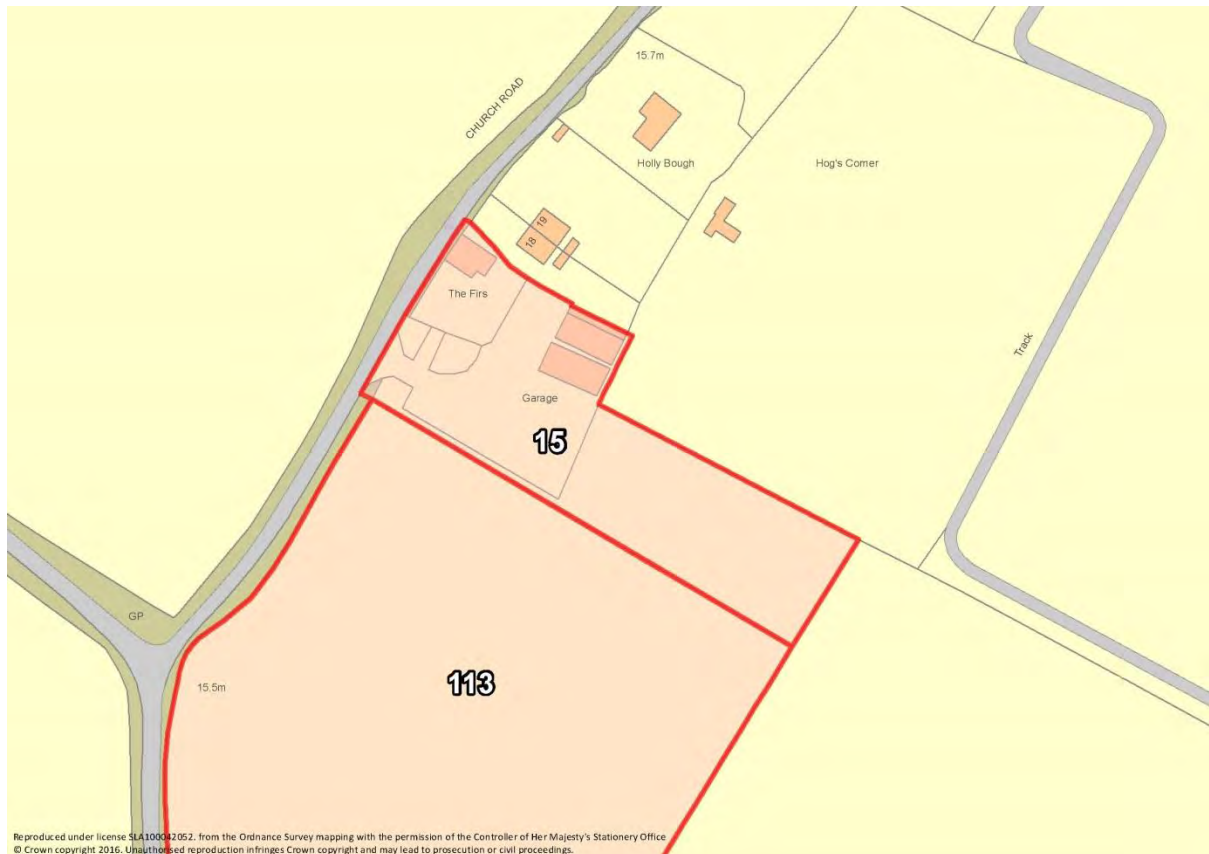 15.7m
CHURCH ROAD
Holly Bough
Hog's Corner
19
18
The Firs
Track
Garage
15
GP
113
15.5m
Reproduced under license SLA100042052. from the Ordnance Survey mapping with the permission of the Controller of Her Majesty's Stationery Office
© Crown copyright 2016. Unauthorised reproduction infringes Crown copyright and may lead to prosecution or civil proceedings.